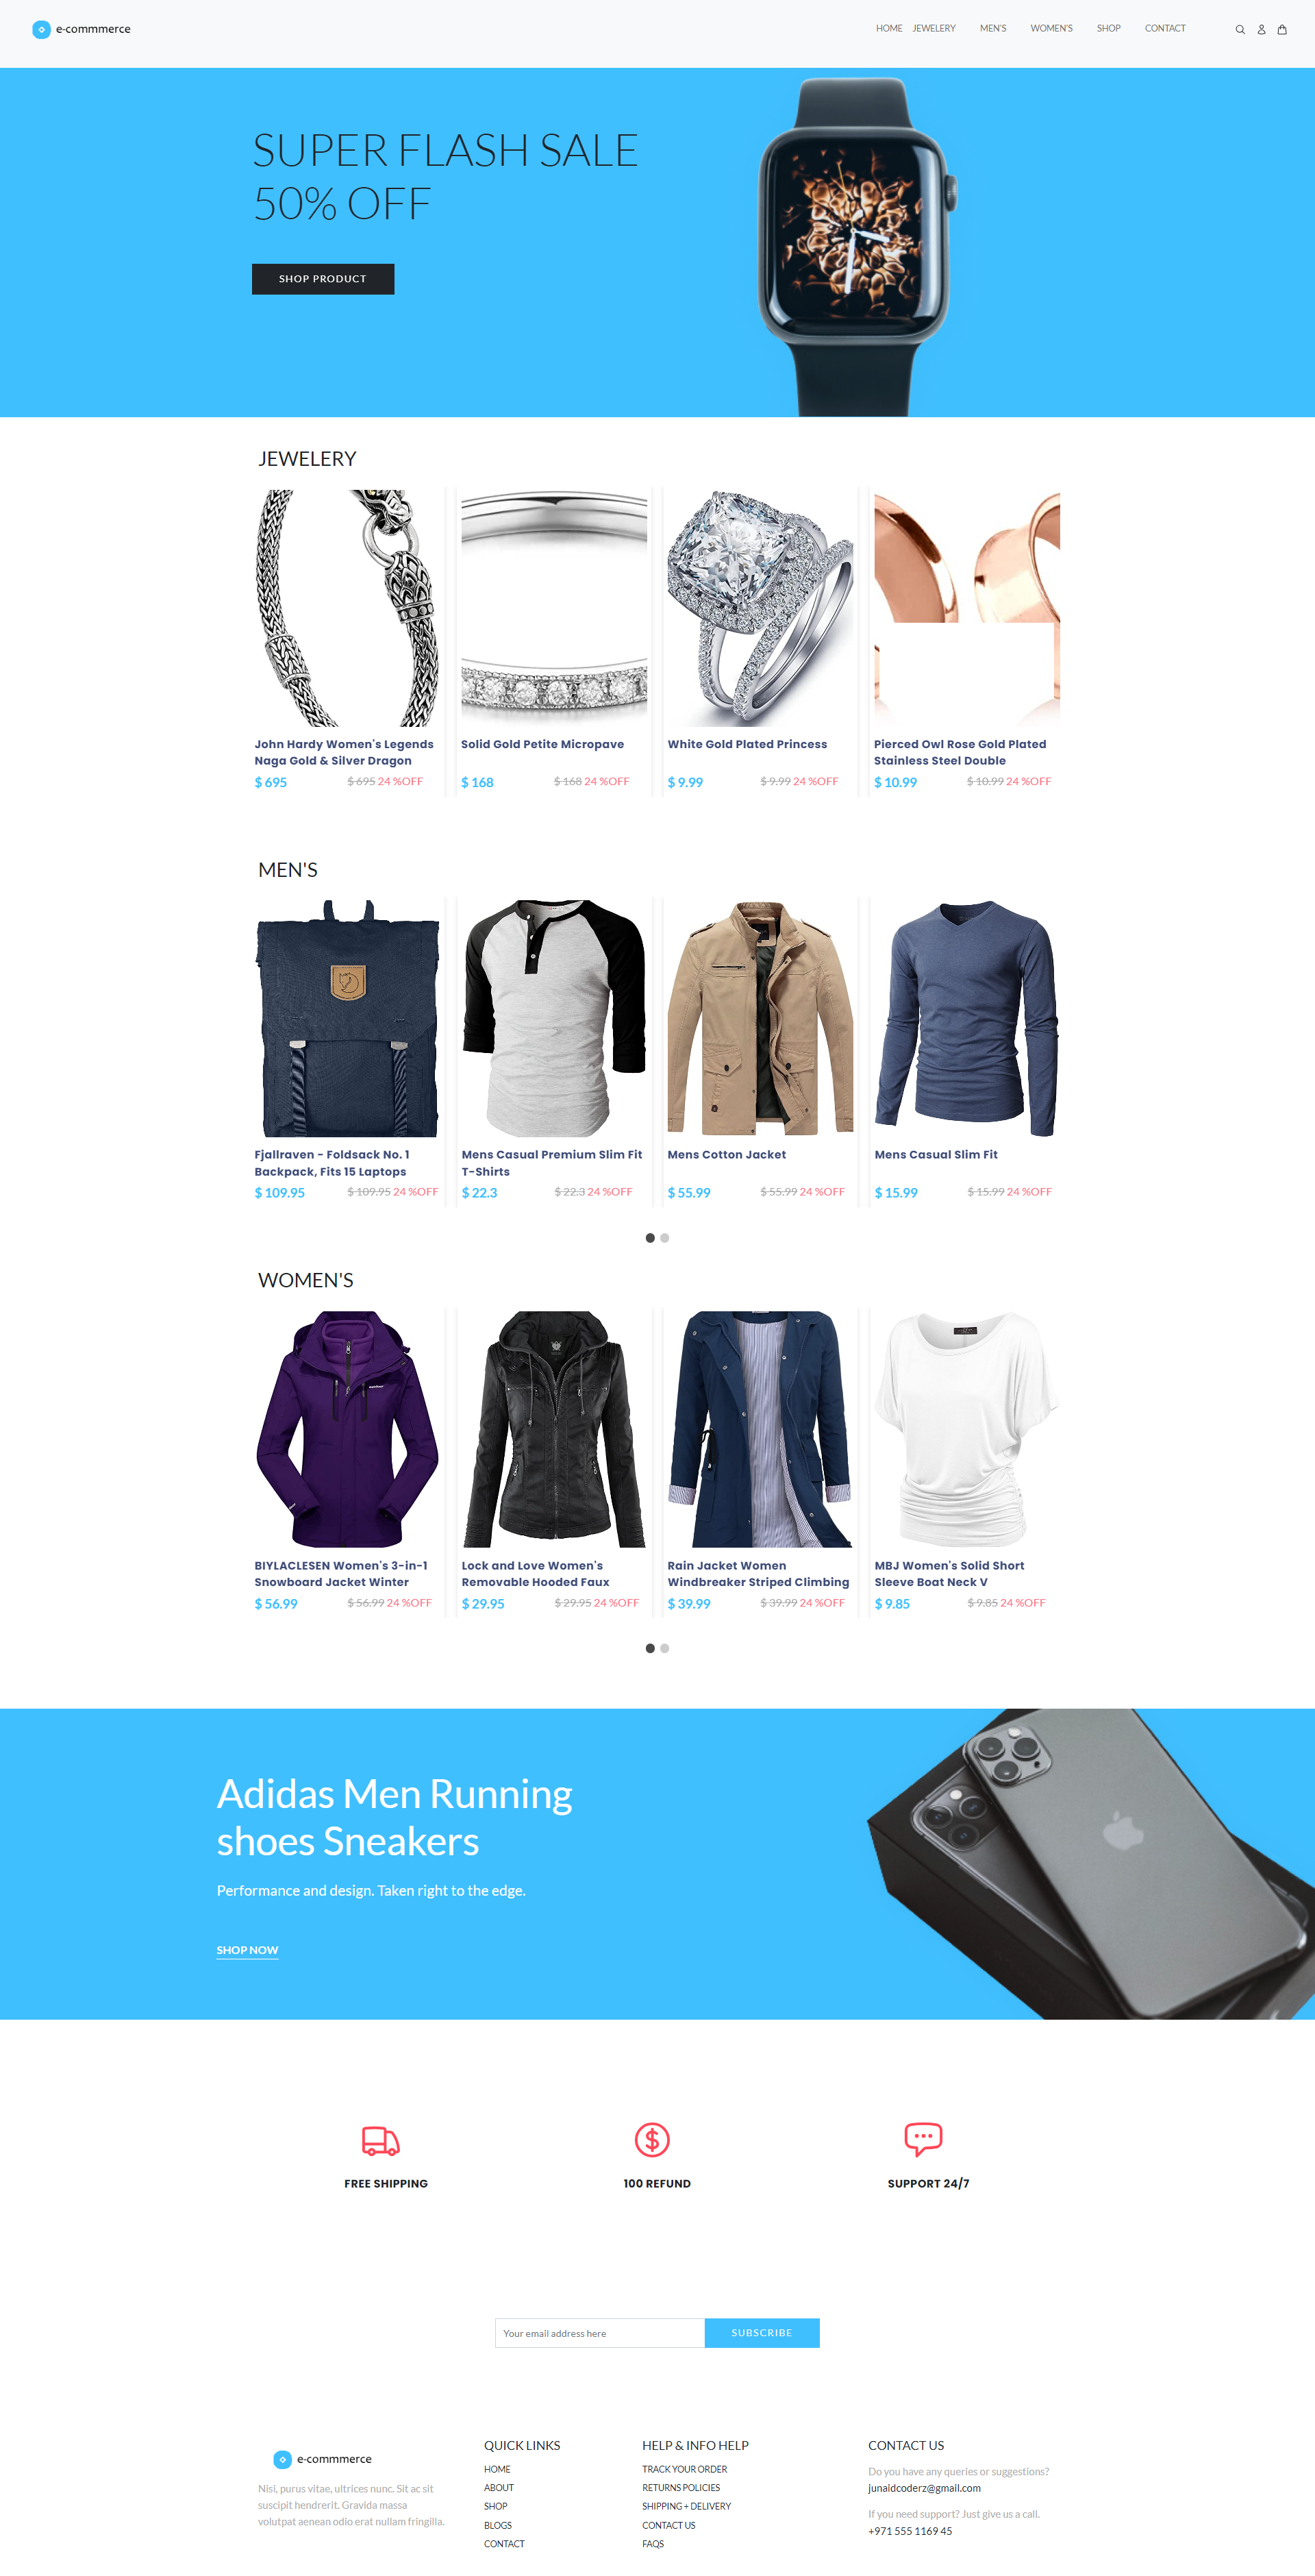 e-commmerce
HOME JEWELERY MEN'S WOMEN'S SHOP CONTACT
SUPER FLASH SALE
50% OFF
SHOP PRODUCT
JEWELERY
John Hardy Women's Legends
Naga Gold & Silver Dragon
$ 695 $ 695 24 %OFF
Solid Gold Petite Micropave
$ 168 $ 168 24 %OFF
White Gold Plated Princess
$ 9.99 $ 9.99 24 %OFF
Pierced Owl Rose Gold Plated
Stainless Steel Double
$ 10.99 $ 10.99 24 %OFF
MEN'S
Fjallraven - Foldsack No. 1
Backpack, Fits 15 Laptops
$ 109.95 $ 109.95 24 %OFF
Mens Casual Premium Slim Fit
T-Shirts
$ 22.3 $ 22.3 24 %OFF
Mens Cotton Jacket
$ 55.99 $ 55.99 24 %OFF
Mens Casual Slim Fit
$ 15.99 $ 15.99 24 %OFF
WOMEN'S
BIYLACLESEN Women's 3-in-1
Snowboard Jacket Winter
$ 56.99 $ 56.99 24 %OFF
Lock and Love Women's
Removable Hooded Faux
$ 29.95 $ 29.95 24 %OFF
Rain Jacket Women
Windbreaker Striped Climbing
$ 39.99 $ 39.99 24 %OFF
MBJ Women's Solid Short
Sleeve Boat Neck V
$ 9.85 $ 9.85 24 %OFF
Adidas Men Running
shoes Sneakers
Performance and design. Taken right to the edge.
SHOP NOW
FREE SHIPPING
100 REFUND
SUPPORT 24/7
Your email address here
SUBSCRIBE
e-commmerce
Nisi, purus vitae, ultrices nunc. Sit ac sit
suscipit hendrerit. Gravida massa
volutpat aenean odio erat nullam fringilla.
QUICK LINKS
HOME
ABOUT
SHOP
BLOGS
CONTACT
HELP & INFO HELP
TRACK YOUR ORDER
RETURNS POLICIES
SHIPPING + DELIVERY
CONTACT US
FAQS
CONTACT US
Do you have any queries or suggestions?
junaidcoderz@gmail.com
If you need support? Just give us a call.
+971 555 1169 45